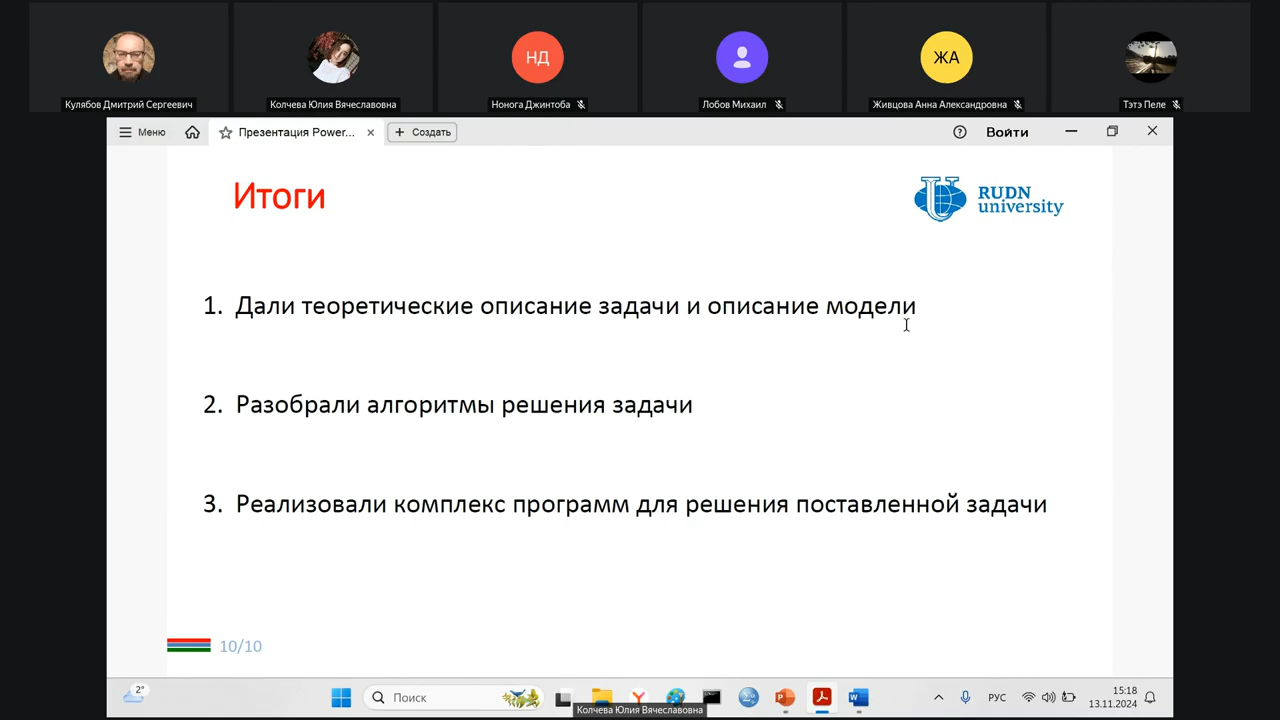 НД
ЖА
Кулябов Дмитрий Сергеевич
Колчева Юлия Вячеславовна
Нонога Джинтоба
Лобов Михаил
Живцова Анна Александровна
Тэтэ Пеле
Меню
Презентация Power...
Создать
Войти
Итоги
RUDN
university
1. Дали теоретические описание задачи и описание модели
2. Разобрали алгоритмы решения задачи
3. Реализовали комплекс программ для решения поставленной задачи
10/10
2°
Поиск
РУС
15:18
13.11.2024
Колчева Юлия Вячеславовна